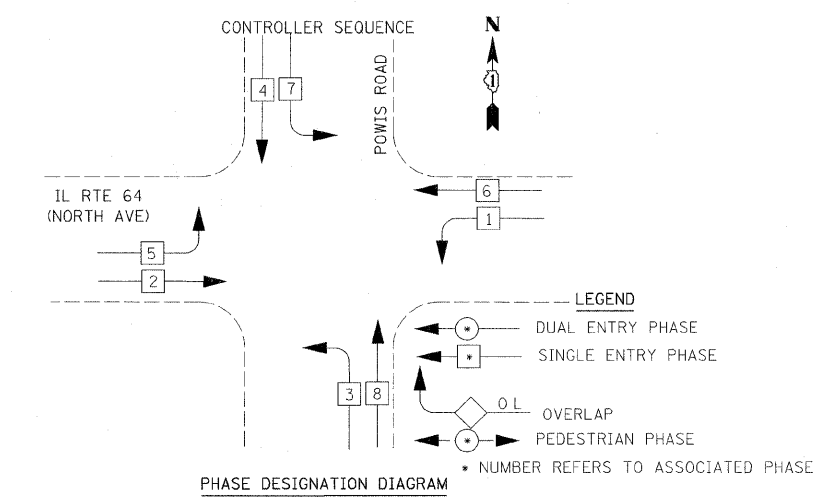 CONTROLLER SEQUENCE
N
1
4
7
POWIS ROAD
IL RTE 64
(NORTH AVE)
6
1
5
2
LEGEND
* DUAL ENTRY PHASE
* SINGLE ENTRY PHASE
3
8
OL OVERLAP
* PEDESTRIAN PHASE
* NUMBER REFERS TO ASSOCIATED PHASE
PHASE DESIGNATION DIAGRAM